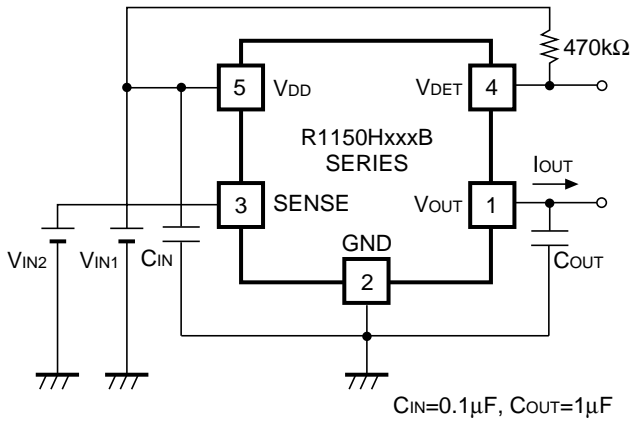 470kΩ
5 VDD
VDET 4
R1150HxxxB
SERIES
IOUT
3 SENSE
VOUT 1
GND
2
VIN2
VIN1
CIN
COUT
CIN=0.1μF, COUT=1μF